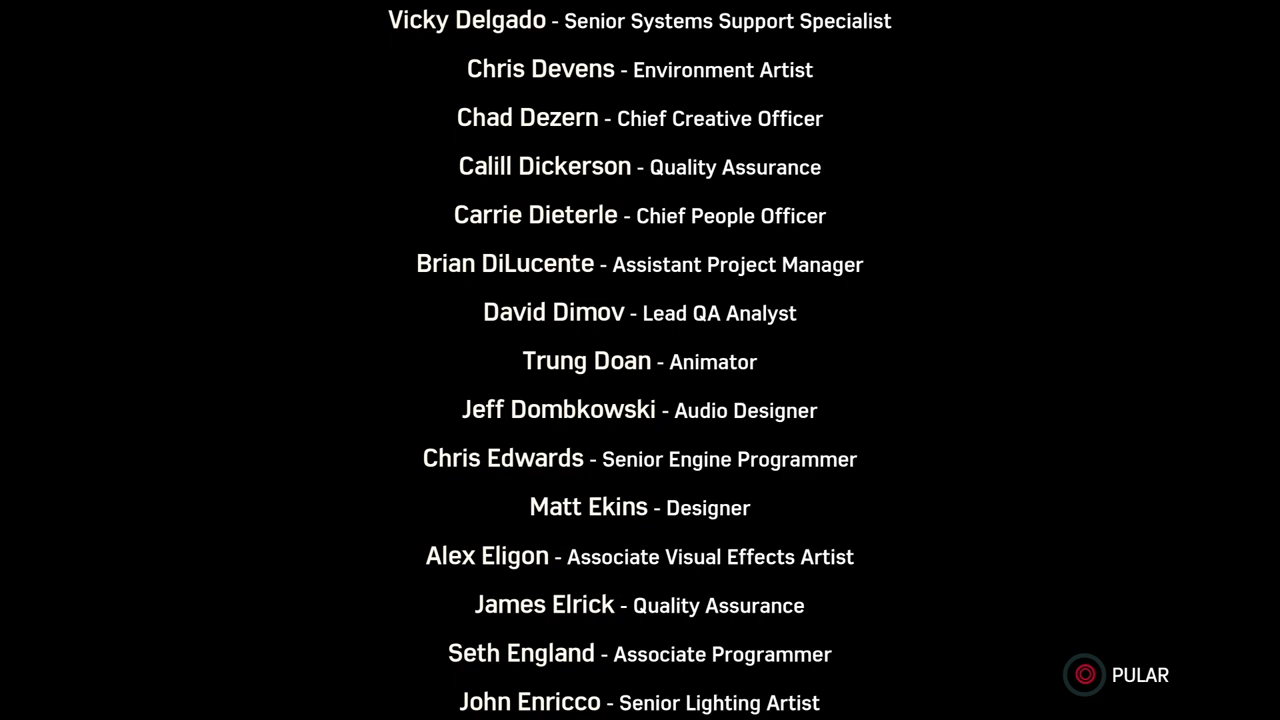 Vicky Delgado - Senior Systems Support Specialist
Chris Devens - Environment Artist
Chad Dezern - Chief Creative Officer
Calill Dickerson - Quality Assurance
Carrie Dieterle - Chief People Officer
Brian DiLucente - Assistant Project Manager
David Dimov - Lead QA Analyst
Trung Doan - Animator
Jeff Dombkowski - Audio Designer
Chris Edwards - Senior Engine Programmer
Matt Ekins - Designer
Alex Eligon - Associate Visual Effects Artist
James Elrick - Quality Assurance
Seth England - Associate Programmer
PULAR
John Enricco - Senior Lighting Artist